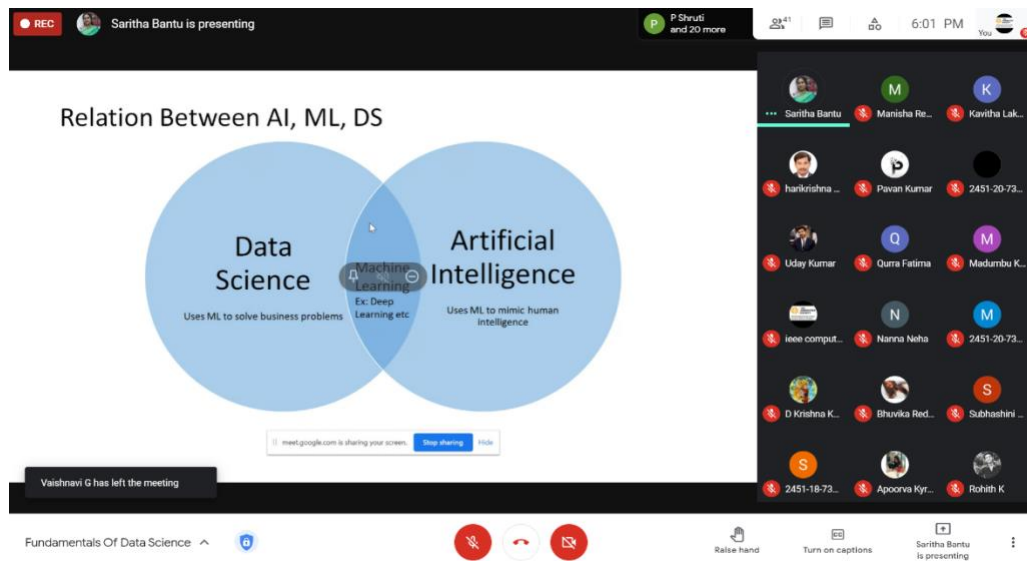 REC
Saritha Bantu is presenting
P
P Shruti
and 20 more
41
6:01 PM
You
Relation Between AI, ML, DS
Data
Science
Uses ML to solve business problems
Machine
Learning
Ex: Deep
Learning etc
Artificial
Intelligence
Uses ML to mimic human
intelligence
meet.google.com is sharing your screen.
Stop sharing
Hide
Vaishnavi G has left the meeting
Saritha Bantu
M
Manisha Re...
K
Kavitha Lak...
harikrishna ...
Pavan Kumar
2451-20-73...
Uday Kumar
Q
Qurra Fatima
M
Madumbu K...
ieee comput...
N
Nanna Neha
M
2451-20-73...
D Krishna K...
Bhuvika Red...
S
Subhashini ...
S
2451-18-73...
Apoorva Kyr...
Rohith K
Fundamentals Of Data Science
Raise hand
CC
Turn on captions
Saritha Bantu
is presenting